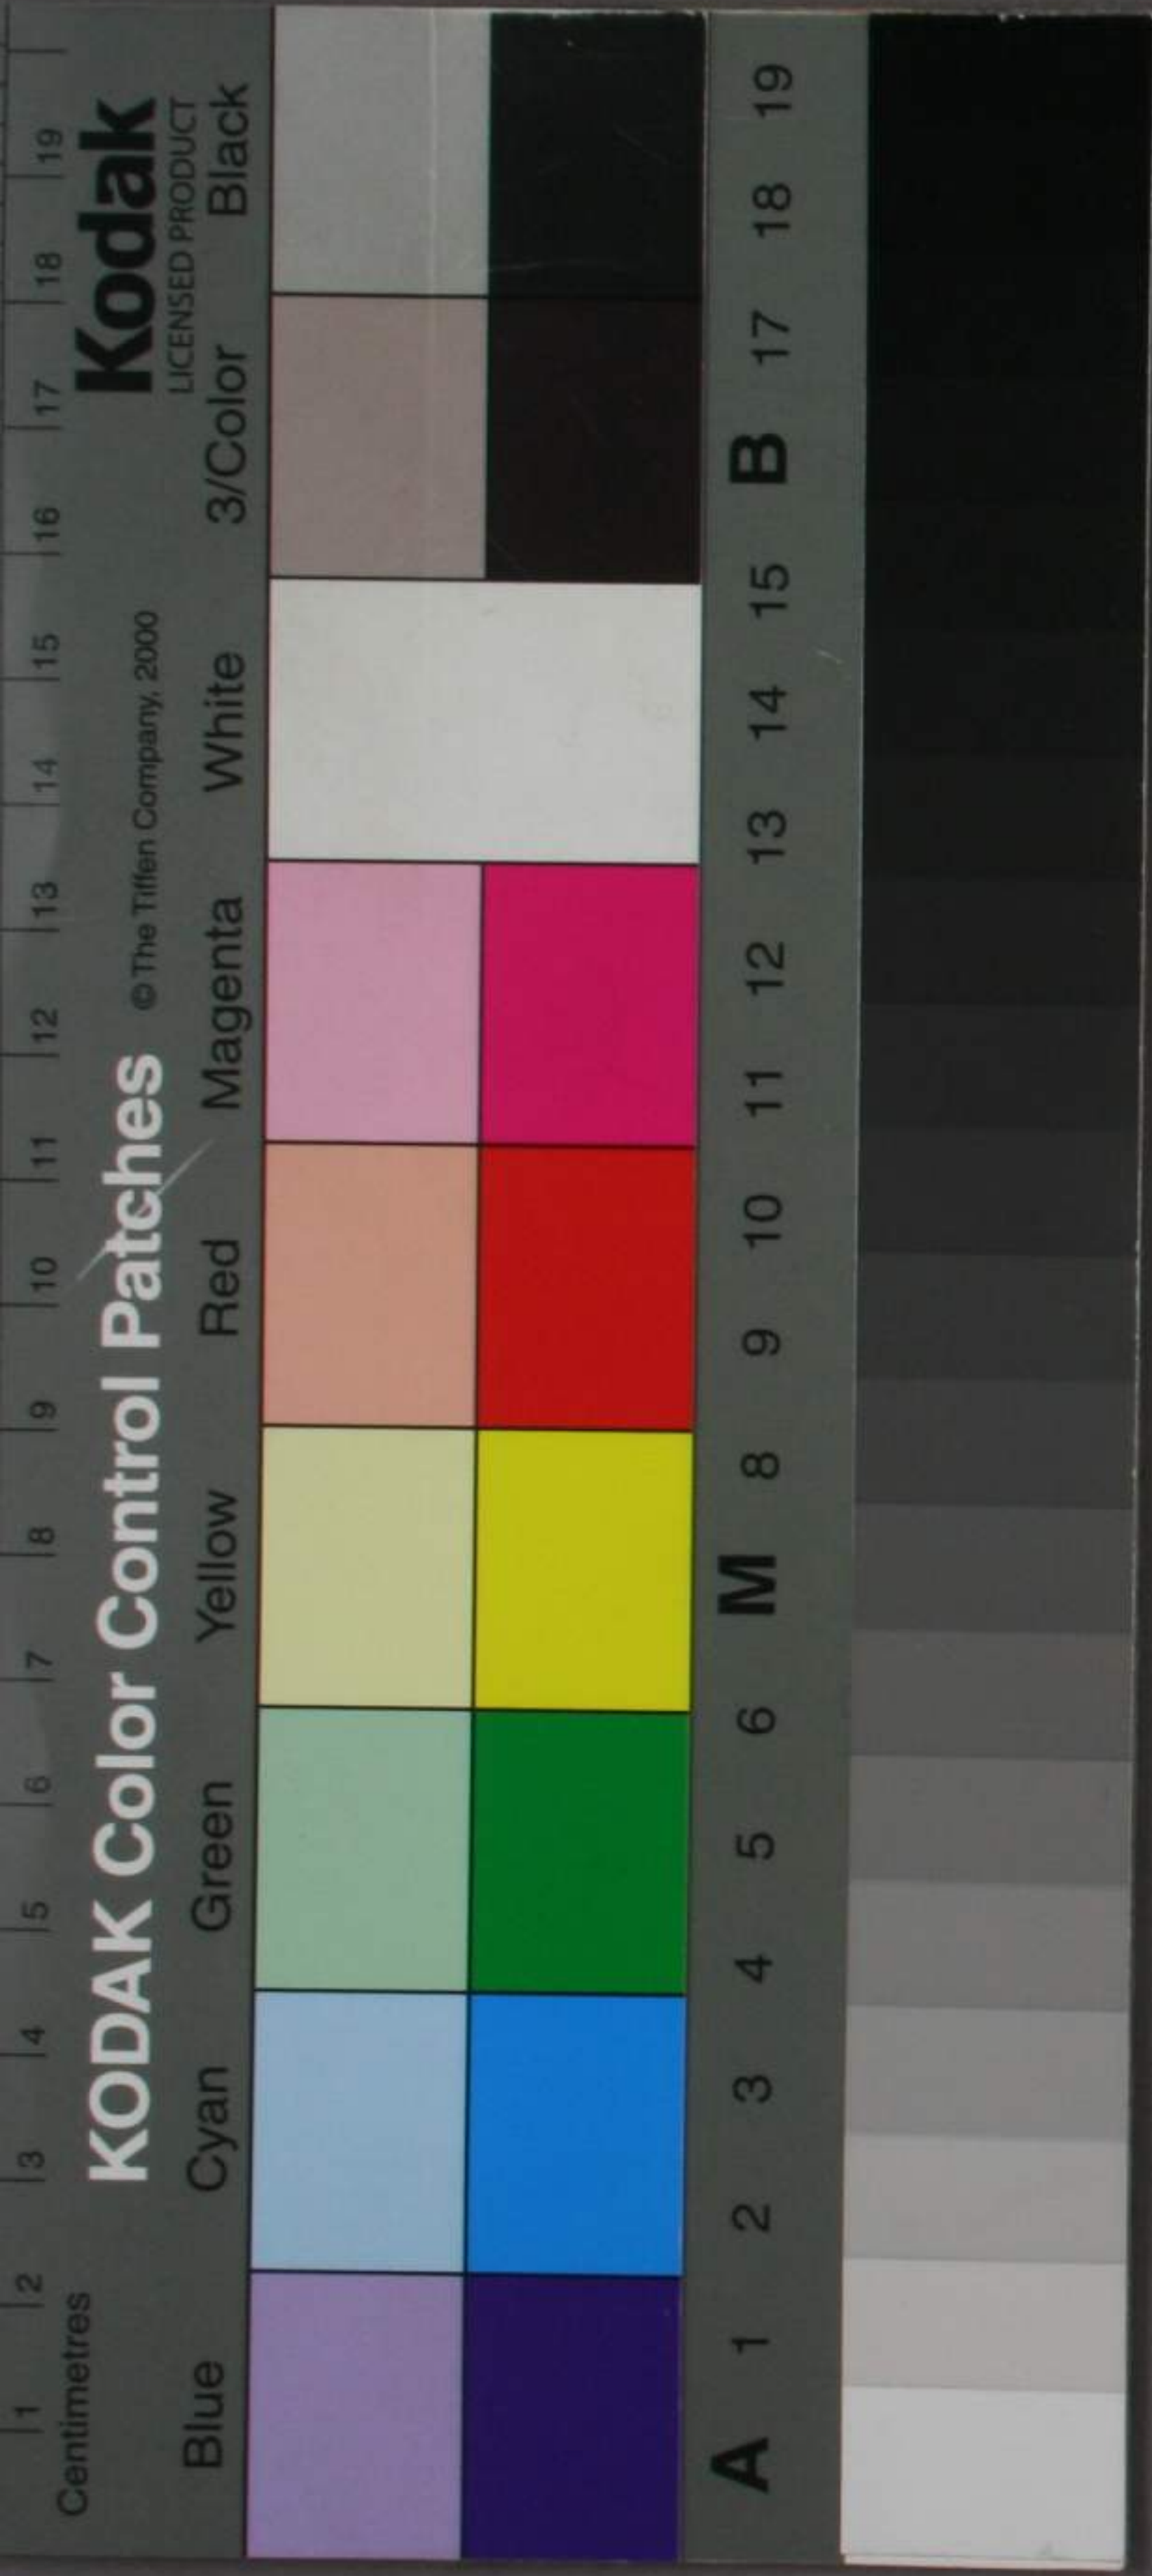 1 2 3 4 5 6 7 8 9 10 11 12 13 14 15 16 17 18 19
Centimetres
KODAK Color Control Patches © The Tiffen Company, 2000 Kodak
LICENSED PRODUCT
Blue Cyan Green Yellow Red Magenta White 3/Color Black
A 1 2 3 4 5 6 M 8 9 10 11 12 13 14 15 B 17 18 19